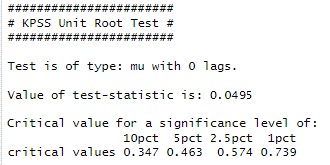 #######################
# KPSS Unit Root Test #
#######################
Test is of type: mu with 0 lags.
Value of test-statistic is: 0.0495
Critical value for a significance level of:
10pct 5pct 2.5pct 1pct
critical values 0.347 0.463 0.574 0.739